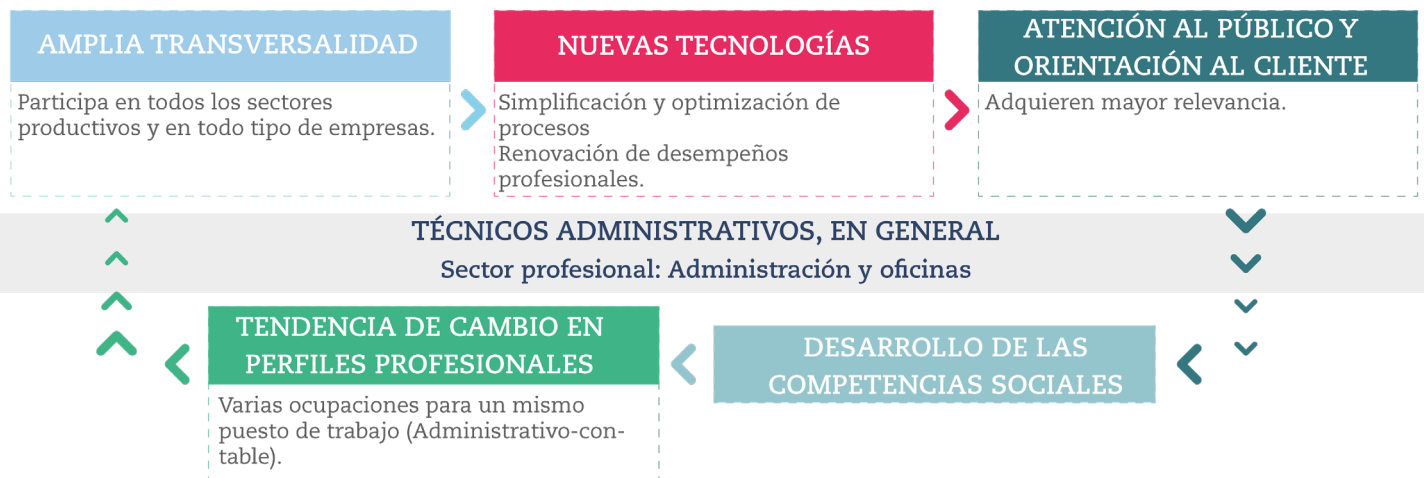 AMPLIA TRANSVERSALIDAD
Participa en todos los sectores
productivos y en todo tipo de empresas.
NUEVAS TECNOLOGÍAS
Simplificación y optimización de
procesos
Renovación de desempeños
profesionales.
ATENCIÓN AL PÚBLICO Y
ORIENTACIÓN AL CLIENTE
Adquieren mayor relevancia.
TÉCNICOS ADMINISTRATIVOS, EN GENERAL
Sector profesional: Administración y oficinas
TENDENCIA DE CAMBIO EN
PERFILES PROFESIONALES
Varias ocupaciones para un mismo
puesto de trabajo (Administrativo-con-
table).
DESARROLLO DE LAS
COMPETENCIAS SOCIALES